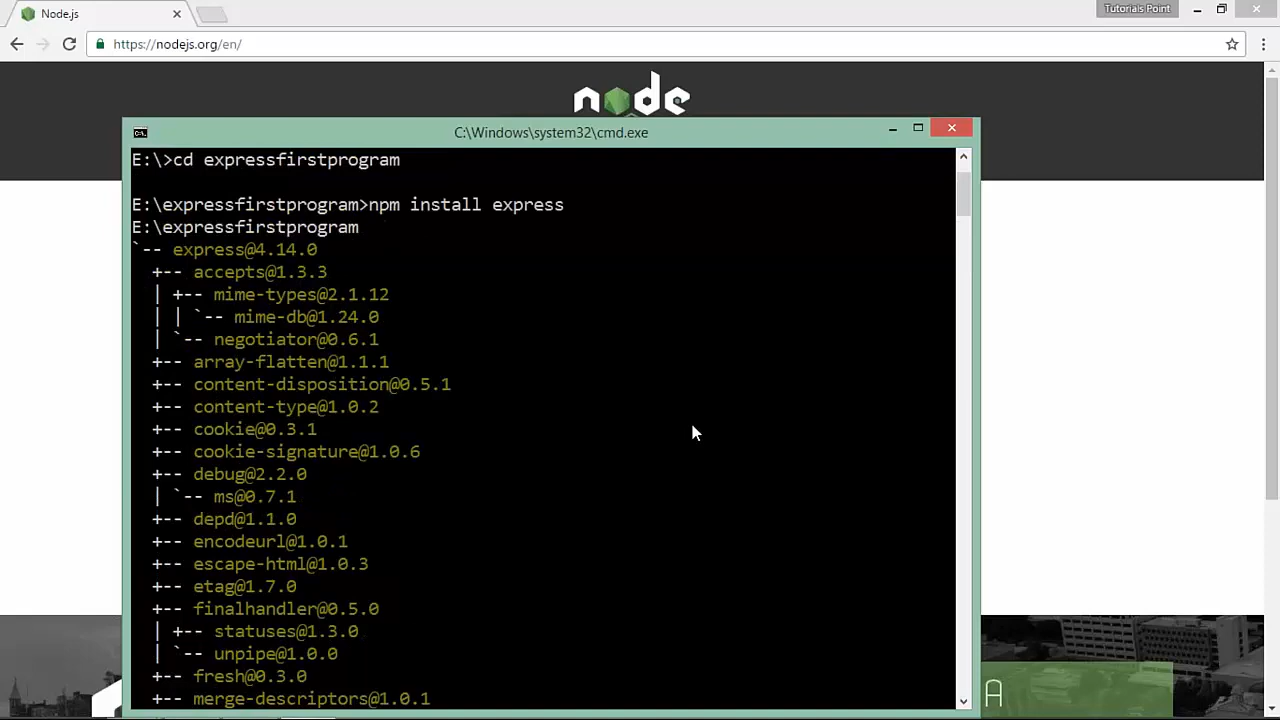 Node.js
Tutorials Point
https://nodejs.org/en/
node
C:\Windows\system32\cmd.exe
E:\>cd expressfirstprogram
E:\expressfirstprogram>npm install express
E:\expressfirstprogram
`-- express@4.14.0
+-- accepts@1.3.3
| +-- mime-types@2.1.12
| | `-- mime-db@1.24.0
| `-- negotiator@0.6.1
+-- array-flatten@1.1.1
+-- content-disposition@0.5.1
+-- content-type@1.0.2
+-- cookie@0.3.1
+-- cookie-signature@1.0.6
+-- debug@2.2.0
| `-- ms@0.7.1
+-- depd@1.1.0
+-- encodeurl@1.0.1
+-- escape-html@1.0.3
+-- etag@1.7.0
+-- finalhandler@0.5.0
| +-- statuses@1.3.0
| `-- unpipe@1.0.0
+-- fresh@0.3.0
+-- merge-descriptors@1.0.1
A